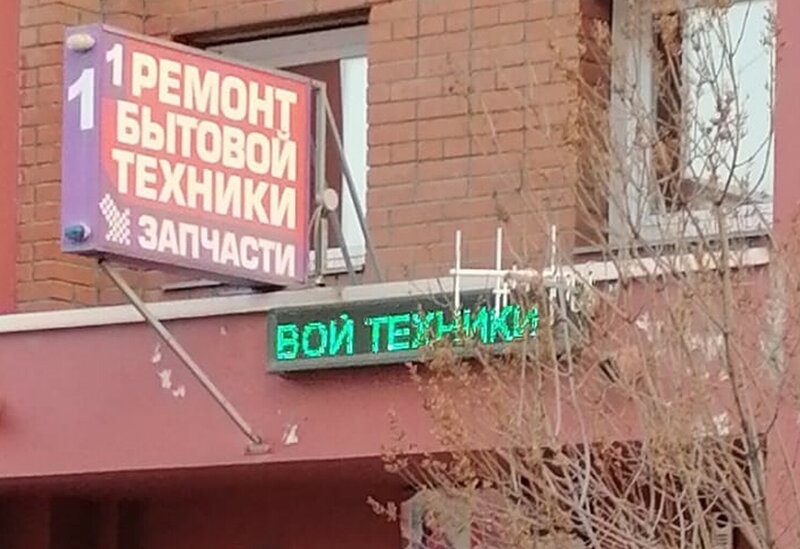 1
1 РЕМОНТ
БЫТОВОЙ
ТЕХНИКИ
ЗАПЧАСТИ
ВОЙ ТЕХНИКИ